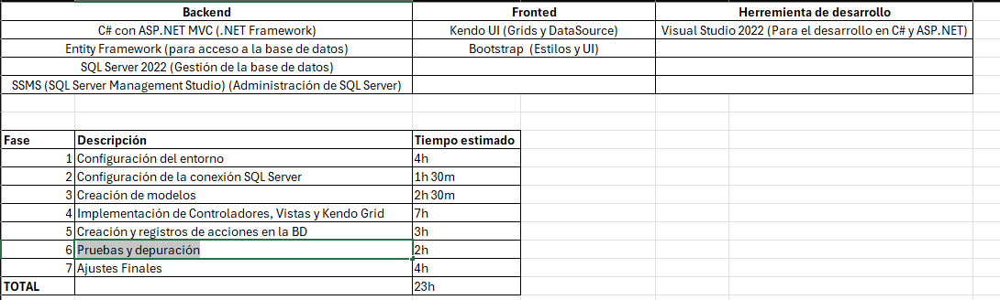 Backend Fronted Herremienta de desarrollo
C# con ASP.NET MVC (.NET Framework) Kendo UI (Grids y DataSource) Visual Studio 2022 (Para el desarrollo en C# y ASP.NET)
Entity Framework (para acceso a la base de datos) Bootstrap (Estilos y UI)
SQL Server 2022 (Gestión de la base de datos)
SSMS (SQL Server Management Studio) (Administración de SQL Server)
Fase Descripción Tiempo estimado
1 Configuración del entorno 4h
2 Configuración de la conexión SQL Server 1h 30m
3 Creación de modelos 2h 30m
4 Implementación de Controladores, Vistas y Kendo Grid 7h
5 Creación y registros de acciones en la BD 3h
6 Pruebas y depuración 2h
7 Ajustes Finales 4h
TOTAL 23h